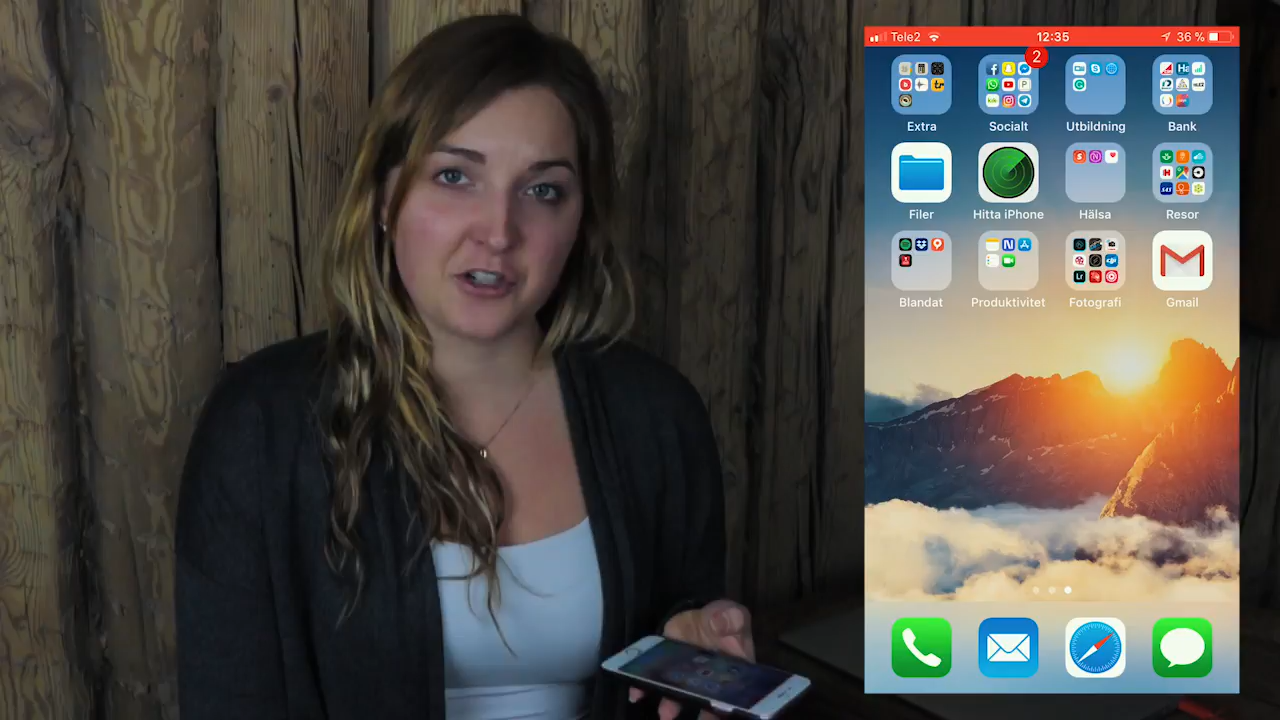 Tele2 12:35 36 %
2
Extra Socialt Utbildning Bank
Filer Hitta iPhone Hälsa Resor
Blandat Produktivitet Fotografi Gmail